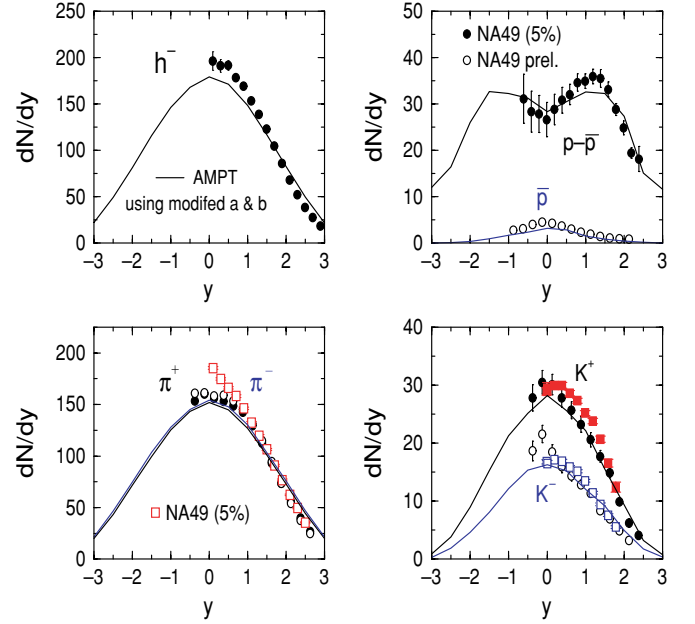 250
200
150
100
50
0
dN/dy
h⁻
AMPT
using modifed a & b
−3 −2 −1 0 1 2 3
y
50
40
30
20
10
0
dN/dy
NA49 (5%)
NA49 prel.
p−p̅
p̅
−3 −2 −1 0 1 2 3
y
200
150
100
50
0
dN/dy
π⁺
π⁻
NA49 (5%)
−3 −2 −1 0 1 2 3
y
40
30
20
10
0
dN/dy
K⁺
K⁻
−3 −2 −1 0 1 2 3
y